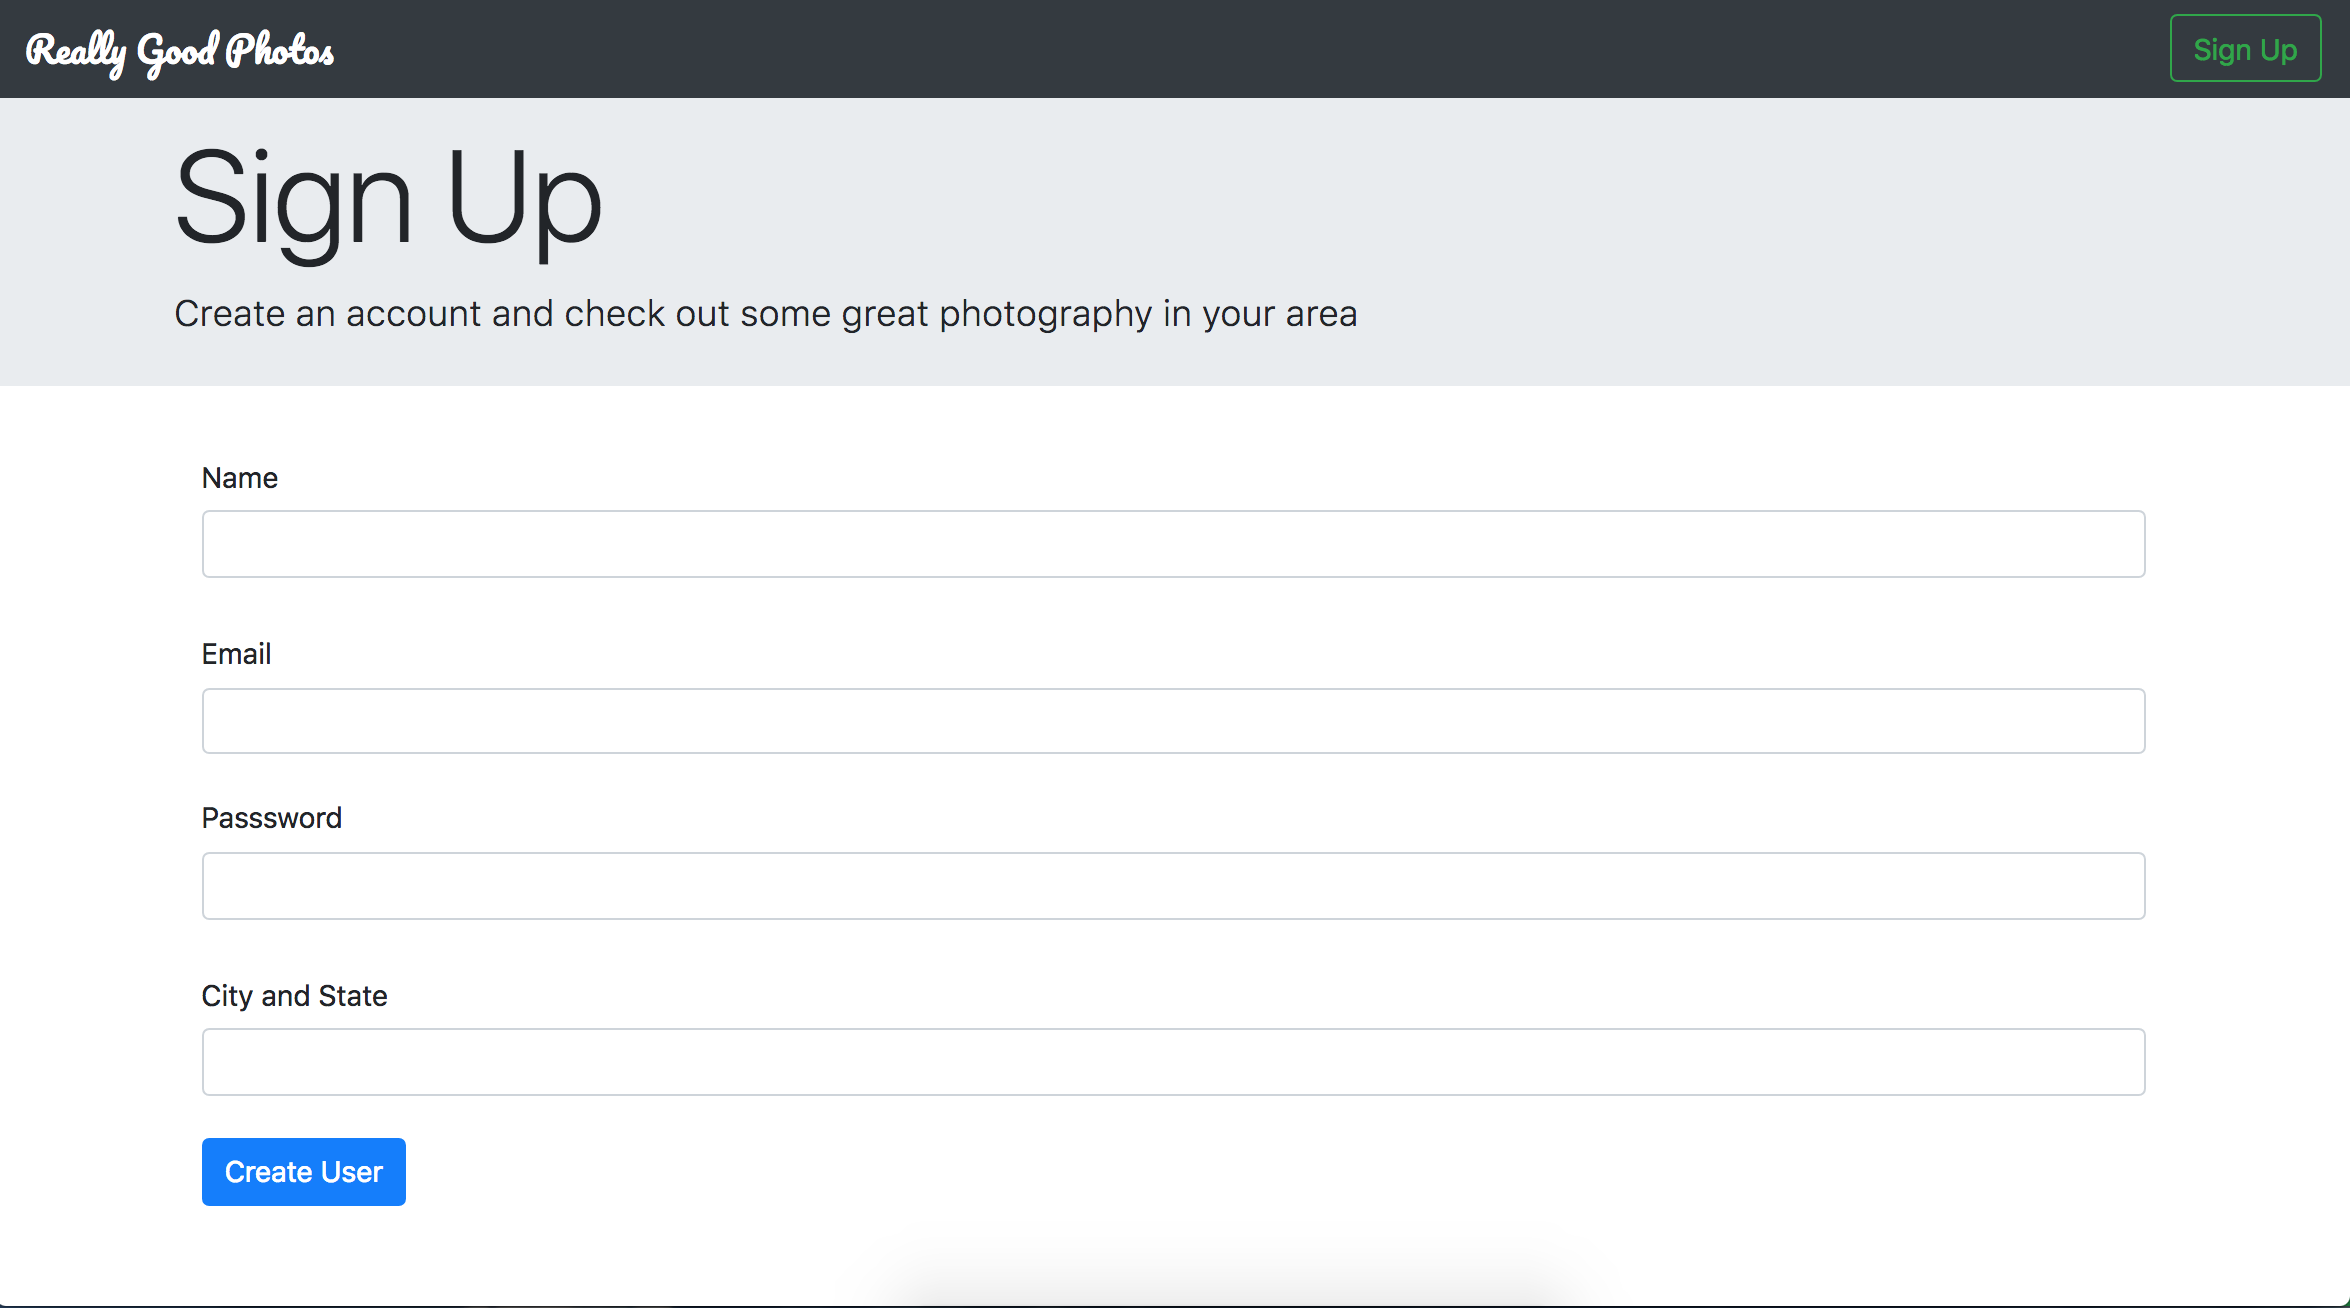 Really Good Photos
Sign Up
Sign Up
Create an account and check out some great photography in your area
Name
Email
Passsword
City and State
Create User